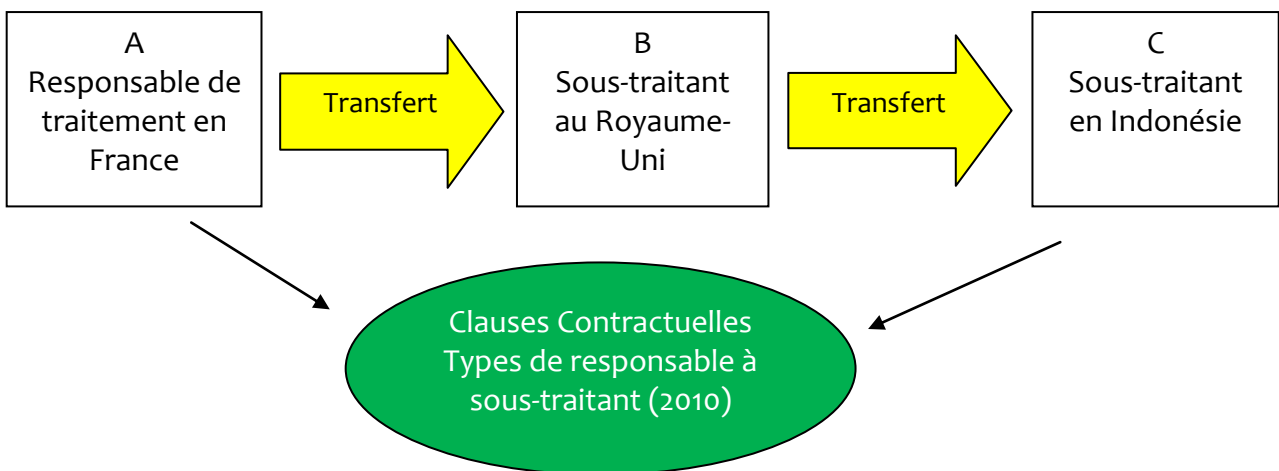 A
Responsable de
traitement en
France
Transfert
B
Sous-traitant
au Royaume-
Uni
Transfert
C
Sous-traitant
en Indonésie
Clauses Contractuelles
Types de responsable à
sous-traitant (2010)